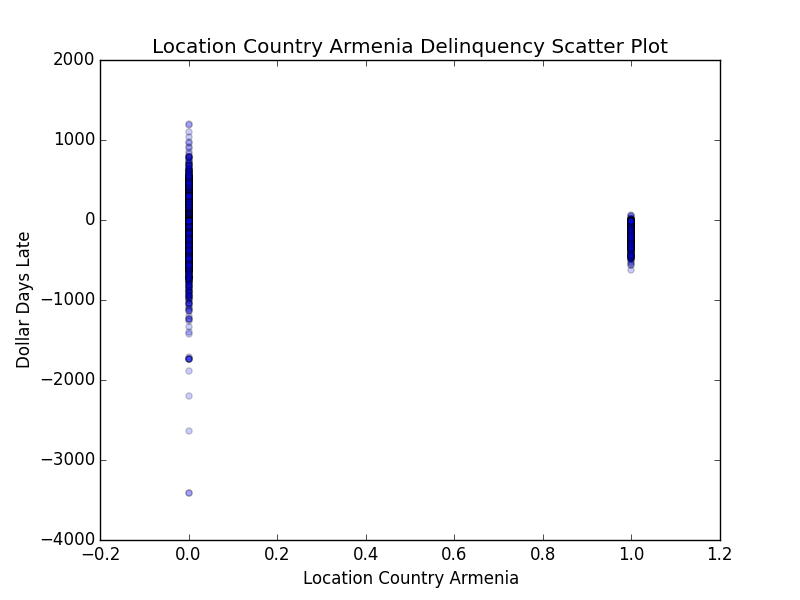 Location Country Armenia Delinquency Scatter Plot
2000
1000
0
−1000
−2000
−3000
−4000
Dollar Days Late
−0.2 0.0 0.2 0.4 0.6 0.8 1.0 1.2
Location Country Armenia